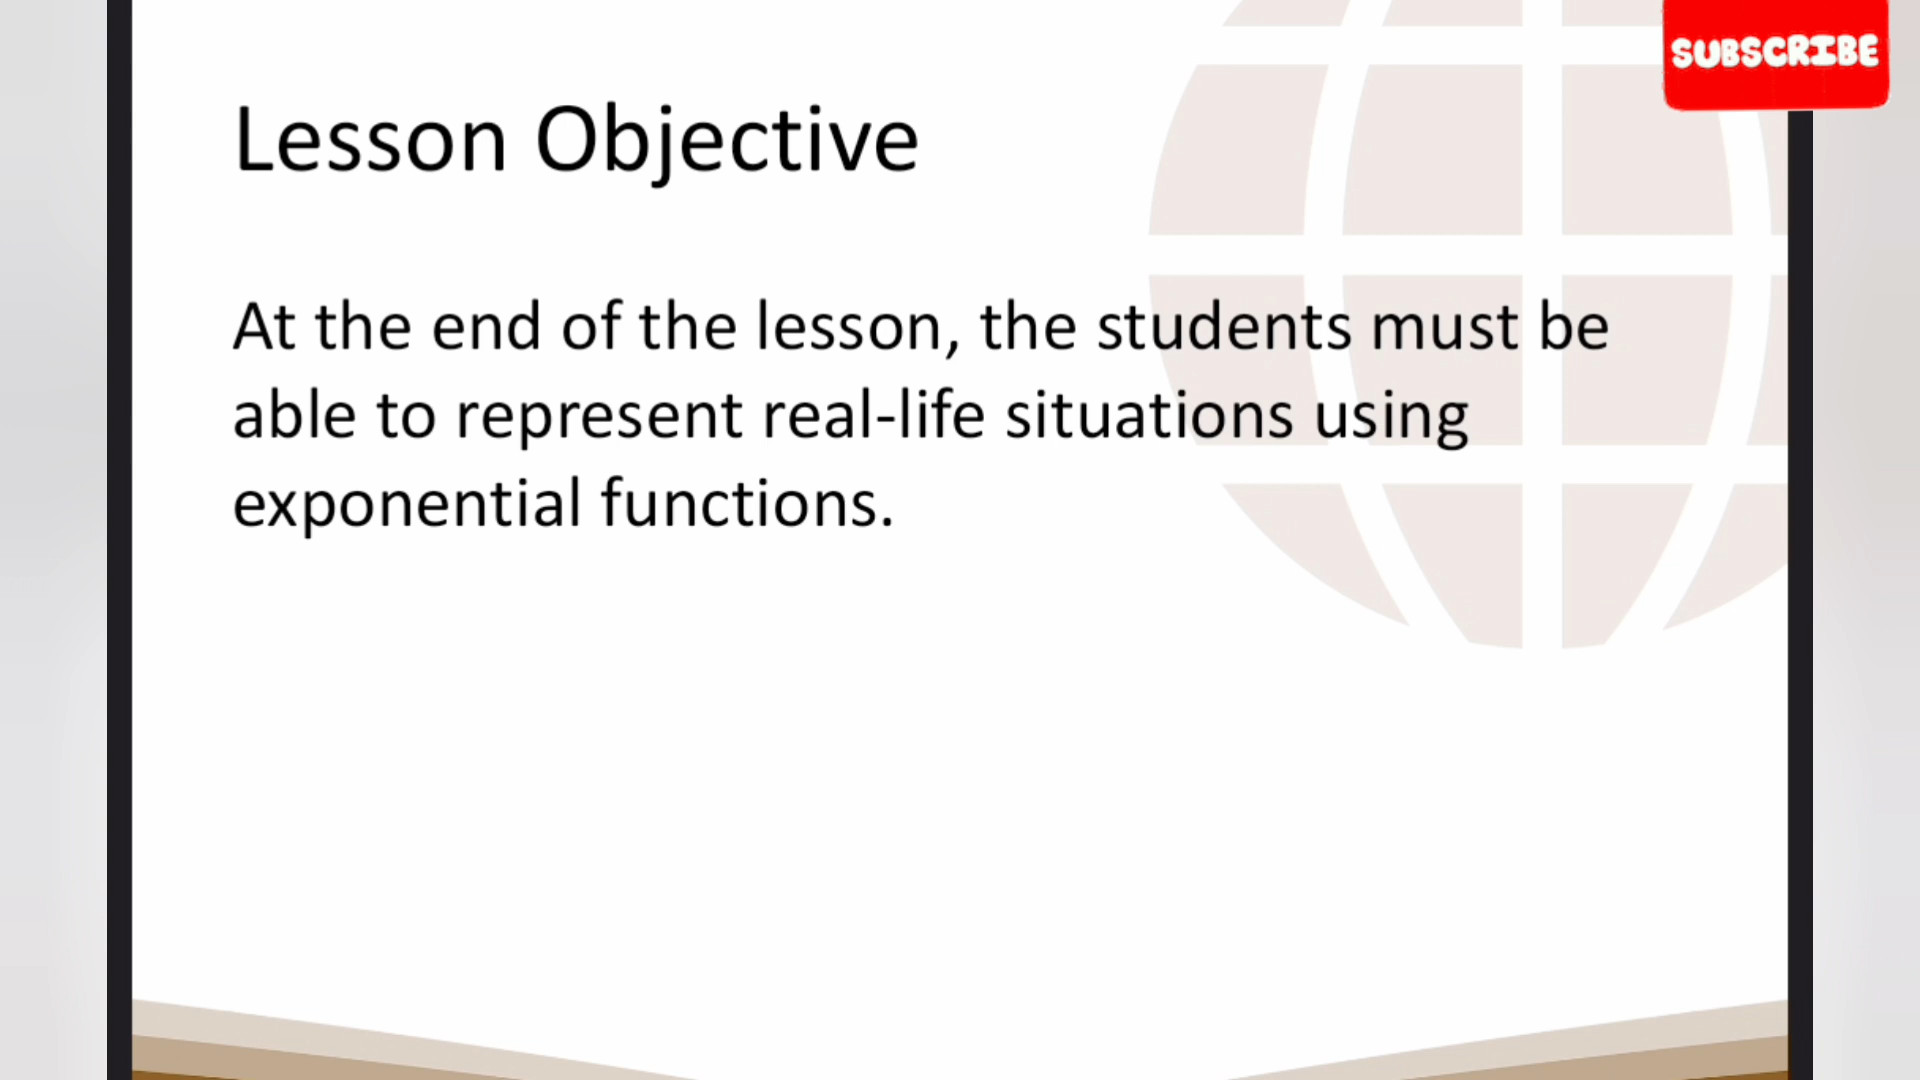 SUBSCRIBE
Lesson Objective
At the end of the lesson, the students must be
able to represent real-life situations using
exponential functions.